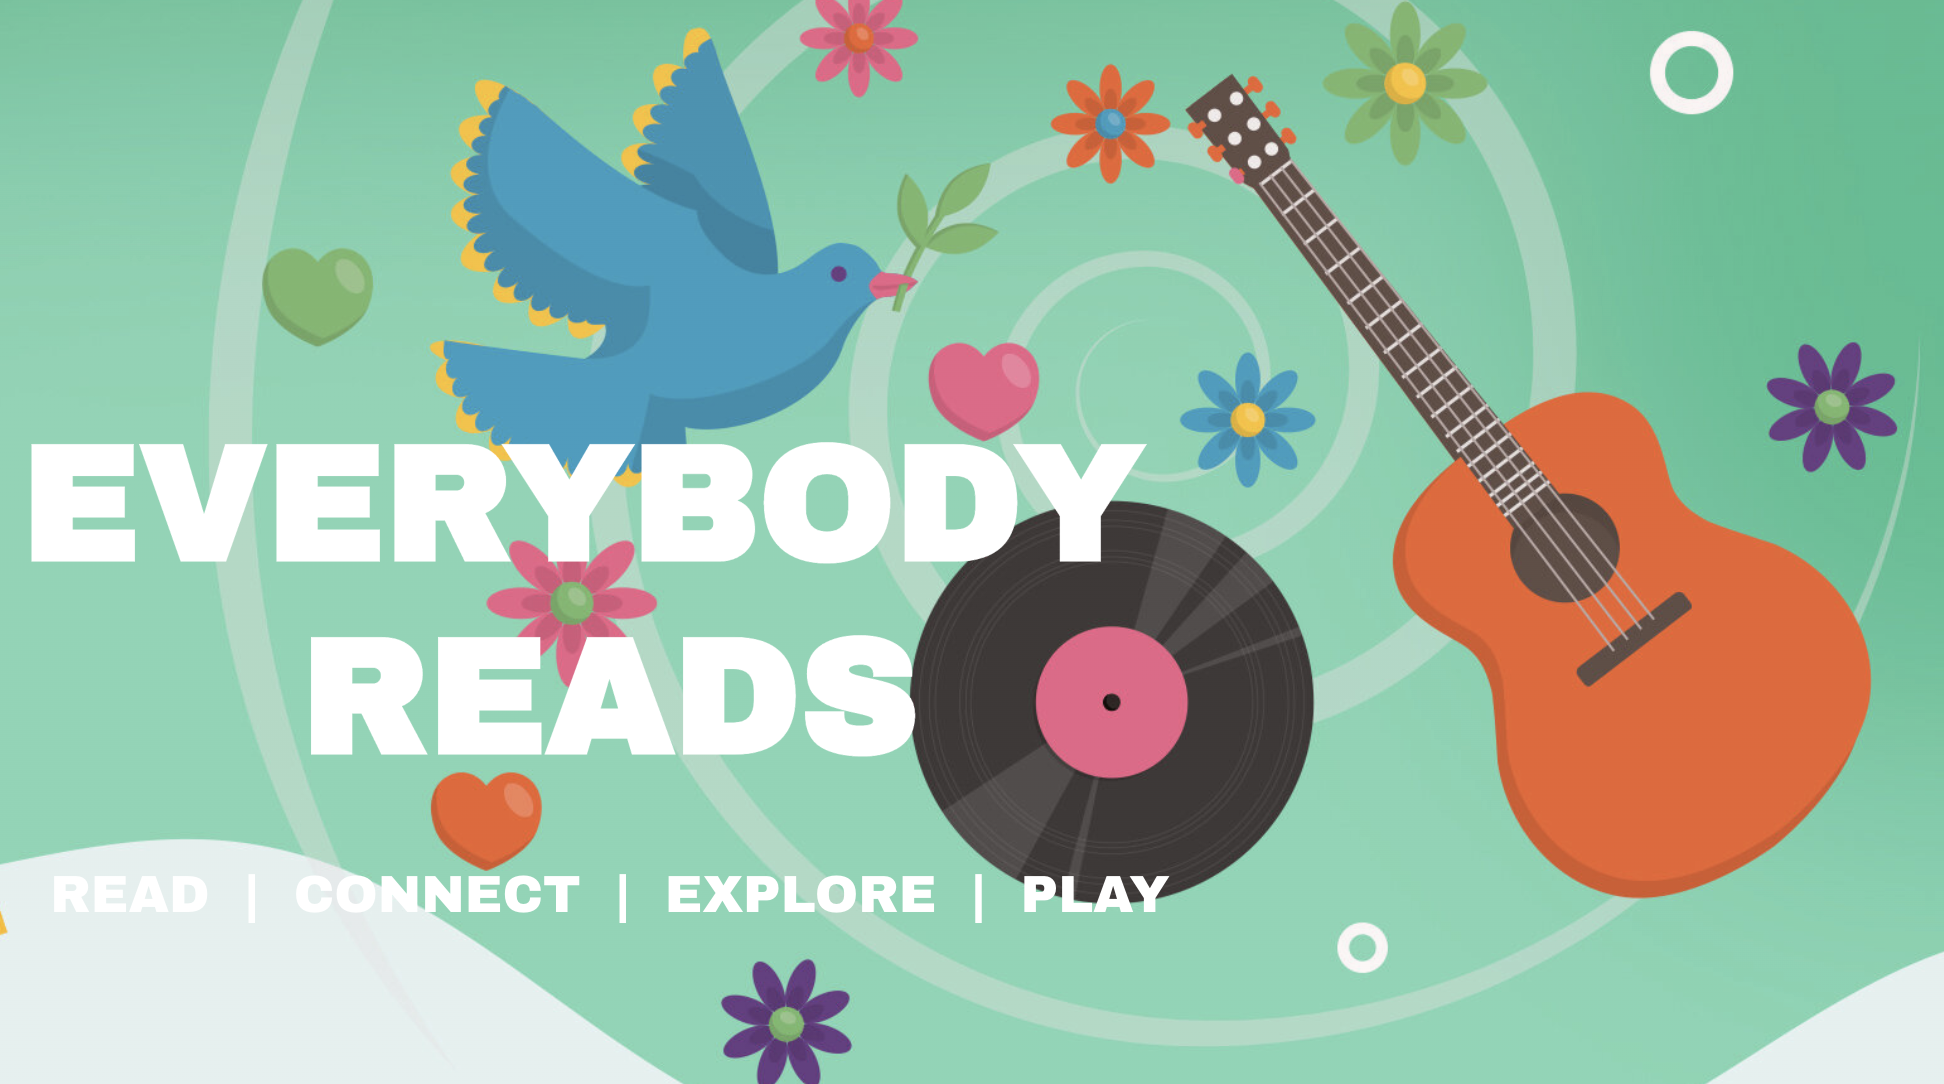 EVERYBODY
READS
READ | CONNECT | EXPLORE | PLAY